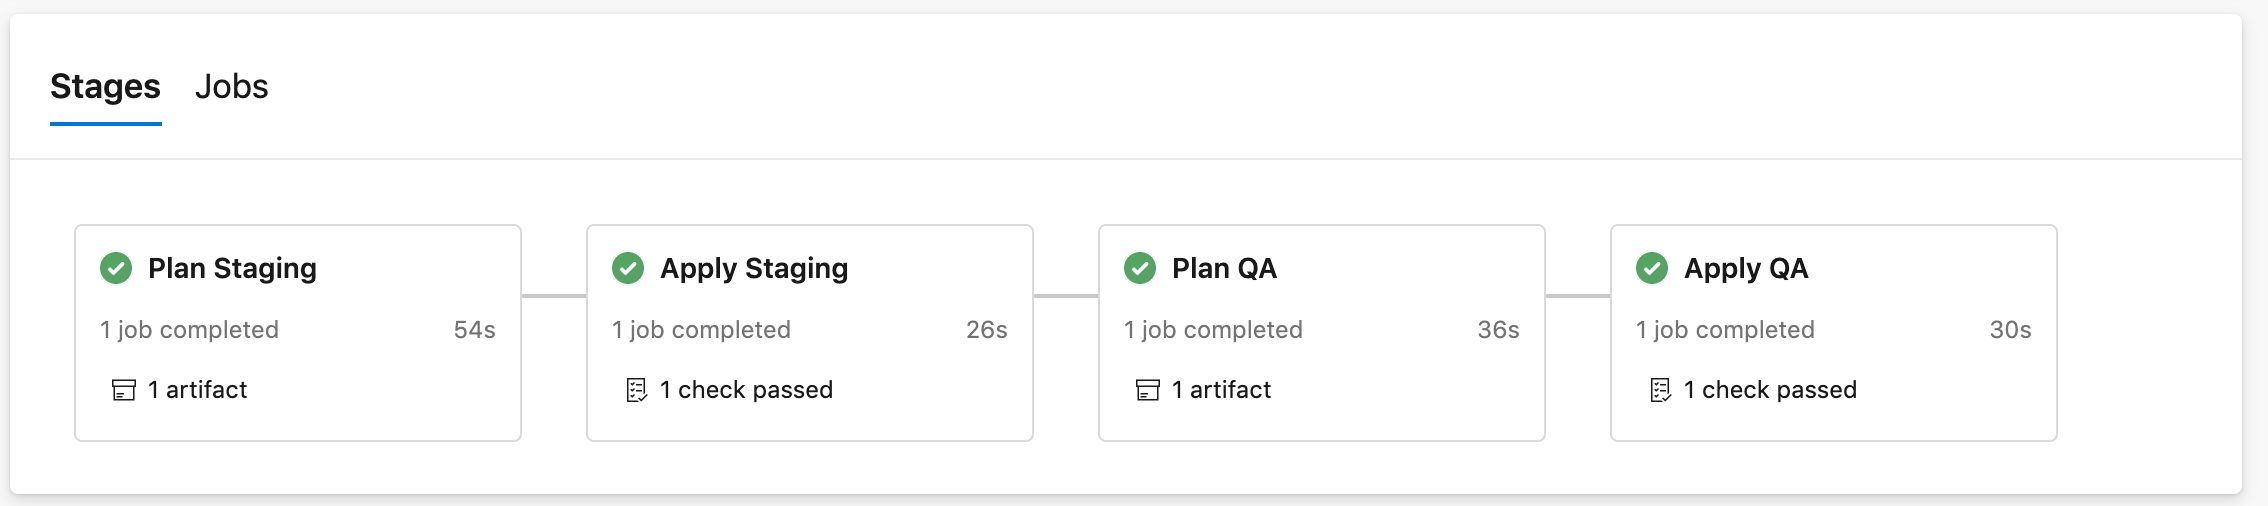 Stages Jobs
Plan Staging
1 job completed 54s
1 artifact
Apply Staging
1 job completed 26s
1 check passed
Plan QA
1 job completed 36s
1 artifact
Apply QA
1 job completed 30s
1 check passed